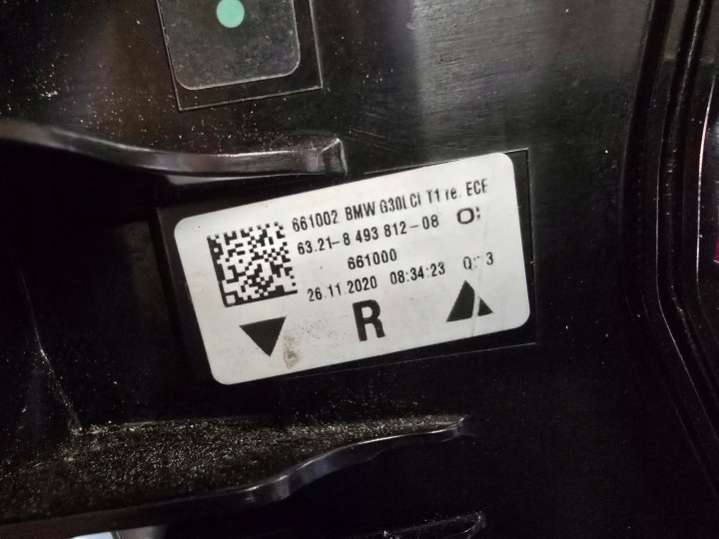 661002 BMW G30LCI T1 re. ECE
63.21-8 493 812-08
661000
26.11.2020 08:34:23
R